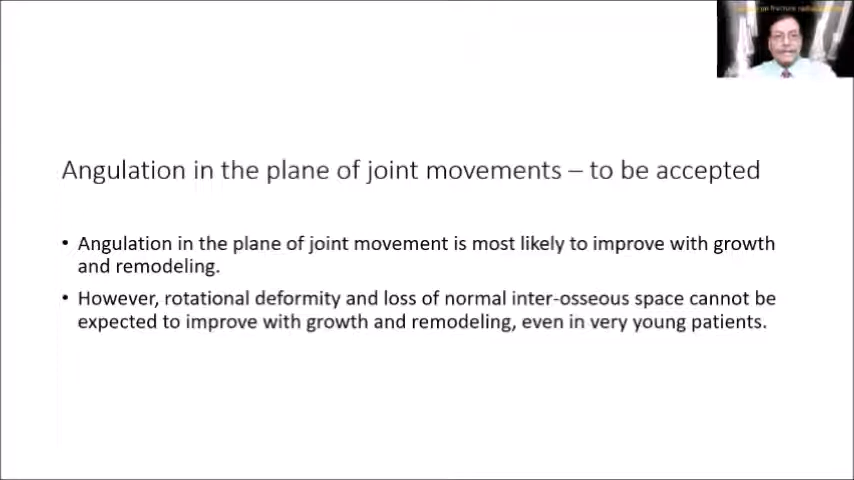 on fracture
Angulation in the plane of joint movements – to be accepted
• Angulation in the plane of joint movement is most likely to improve with growth
and remodeling.
• However, rotational deformity and loss of normal inter-osseous space cannot be
expected to improve with growth and remodeling, even in very young patients.